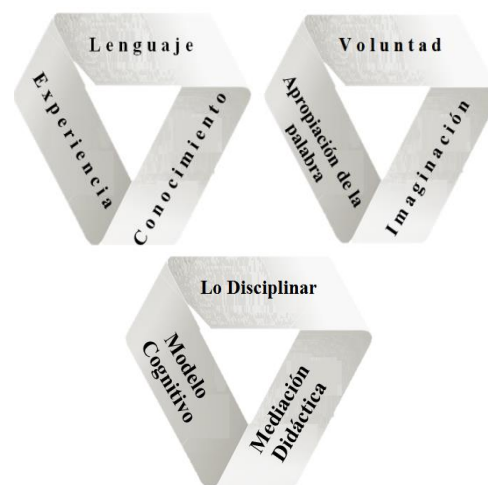 Lenguaje
Experiencia
Conocimiento
Voluntad
Apropiación de la
palabra
Imaginación
Lo Disciplinar
Modelo
Cognitivo
Mediación
Didáctica